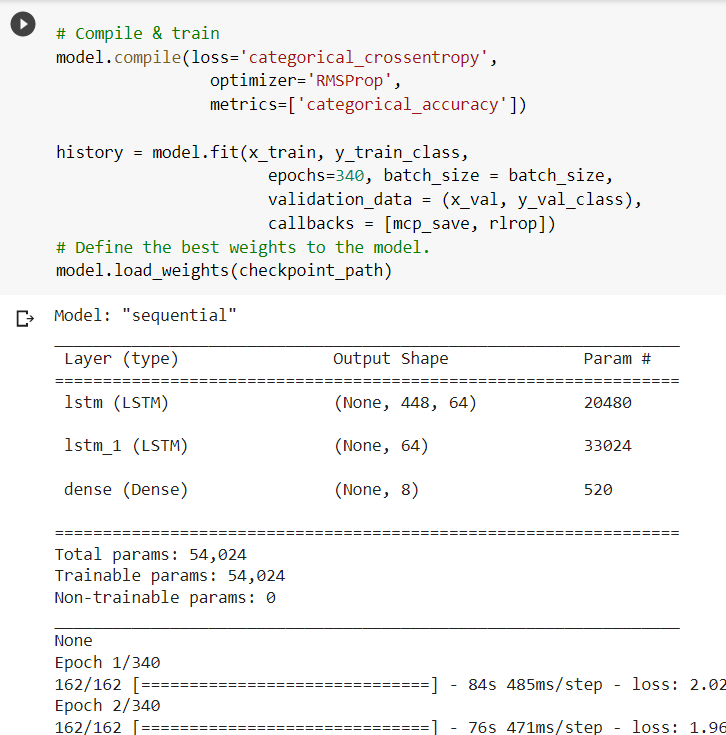 # Compile & train
model.compile(loss='categorical_crossentropy',
optimizer='RMSProp',
metrics=['categorical_accuracy'])
history = model.fit(x_train, y_train_class,
epochs=340, batch_size = batch_size,
validation_data = (x_val, y_val_class),
callbacks = [mcp_save, rlrop])
# Define the best weights to the model.
model.load_weights(checkpoint_path)
Model: "sequential"
Layer (type) Output Shape Param #
=================================================================
lstm (LSTM) (None, 448, 64) 20480
lstm_1 (LSTM) (None, 64) 33024
dense (Dense) (None, 8) 520
=================================================================
Total params: 54,024
Trainable params: 54,024
Non-trainable params: 0
None
Epoch 1/340
162/162 [==============================] - 84s 485ms/step - loss: 2.02
Epoch 2/340
162/162 [==============================] - 76s 471ms/step - loss: 1.96